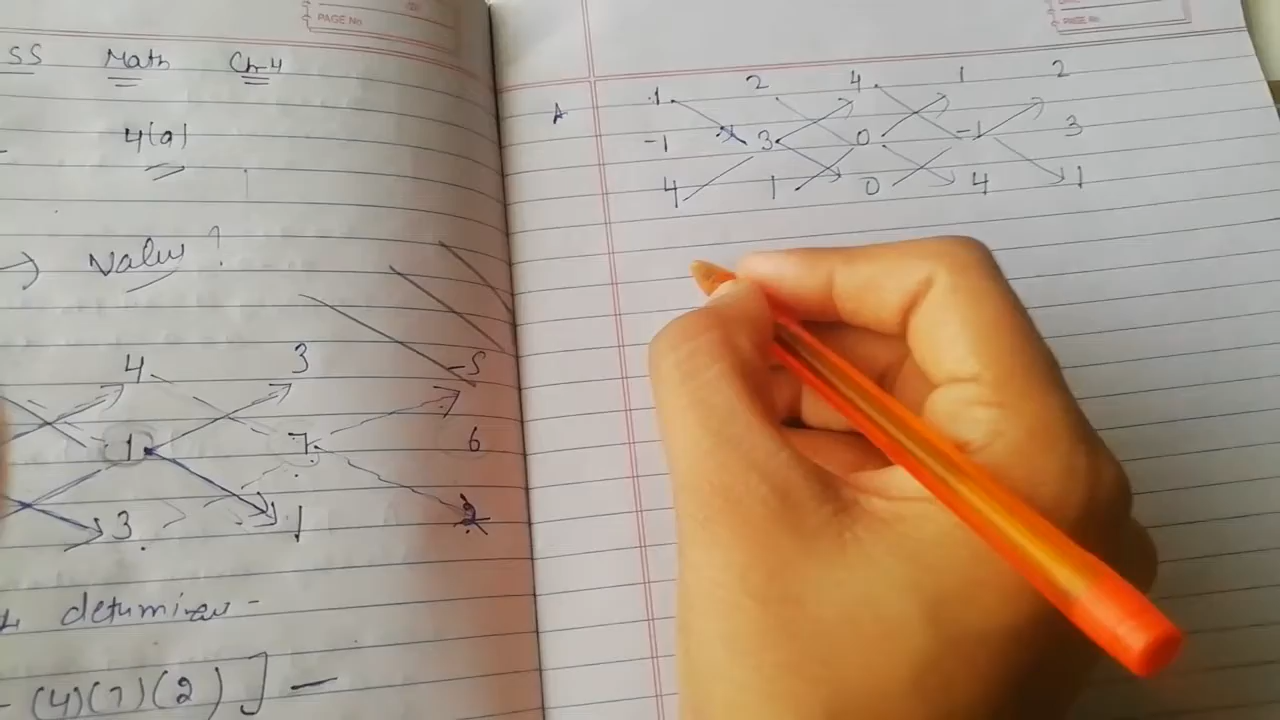 PAGE No
SS Math Ch-4
4(a)
→ Value?
4 3 -5
1 7 6
3 1
determinan-
- (4)(7)(2) ] -
PAGE No.
A 1 2 4 1 2
-1 3 0 -1 3
4 1 0 4 1